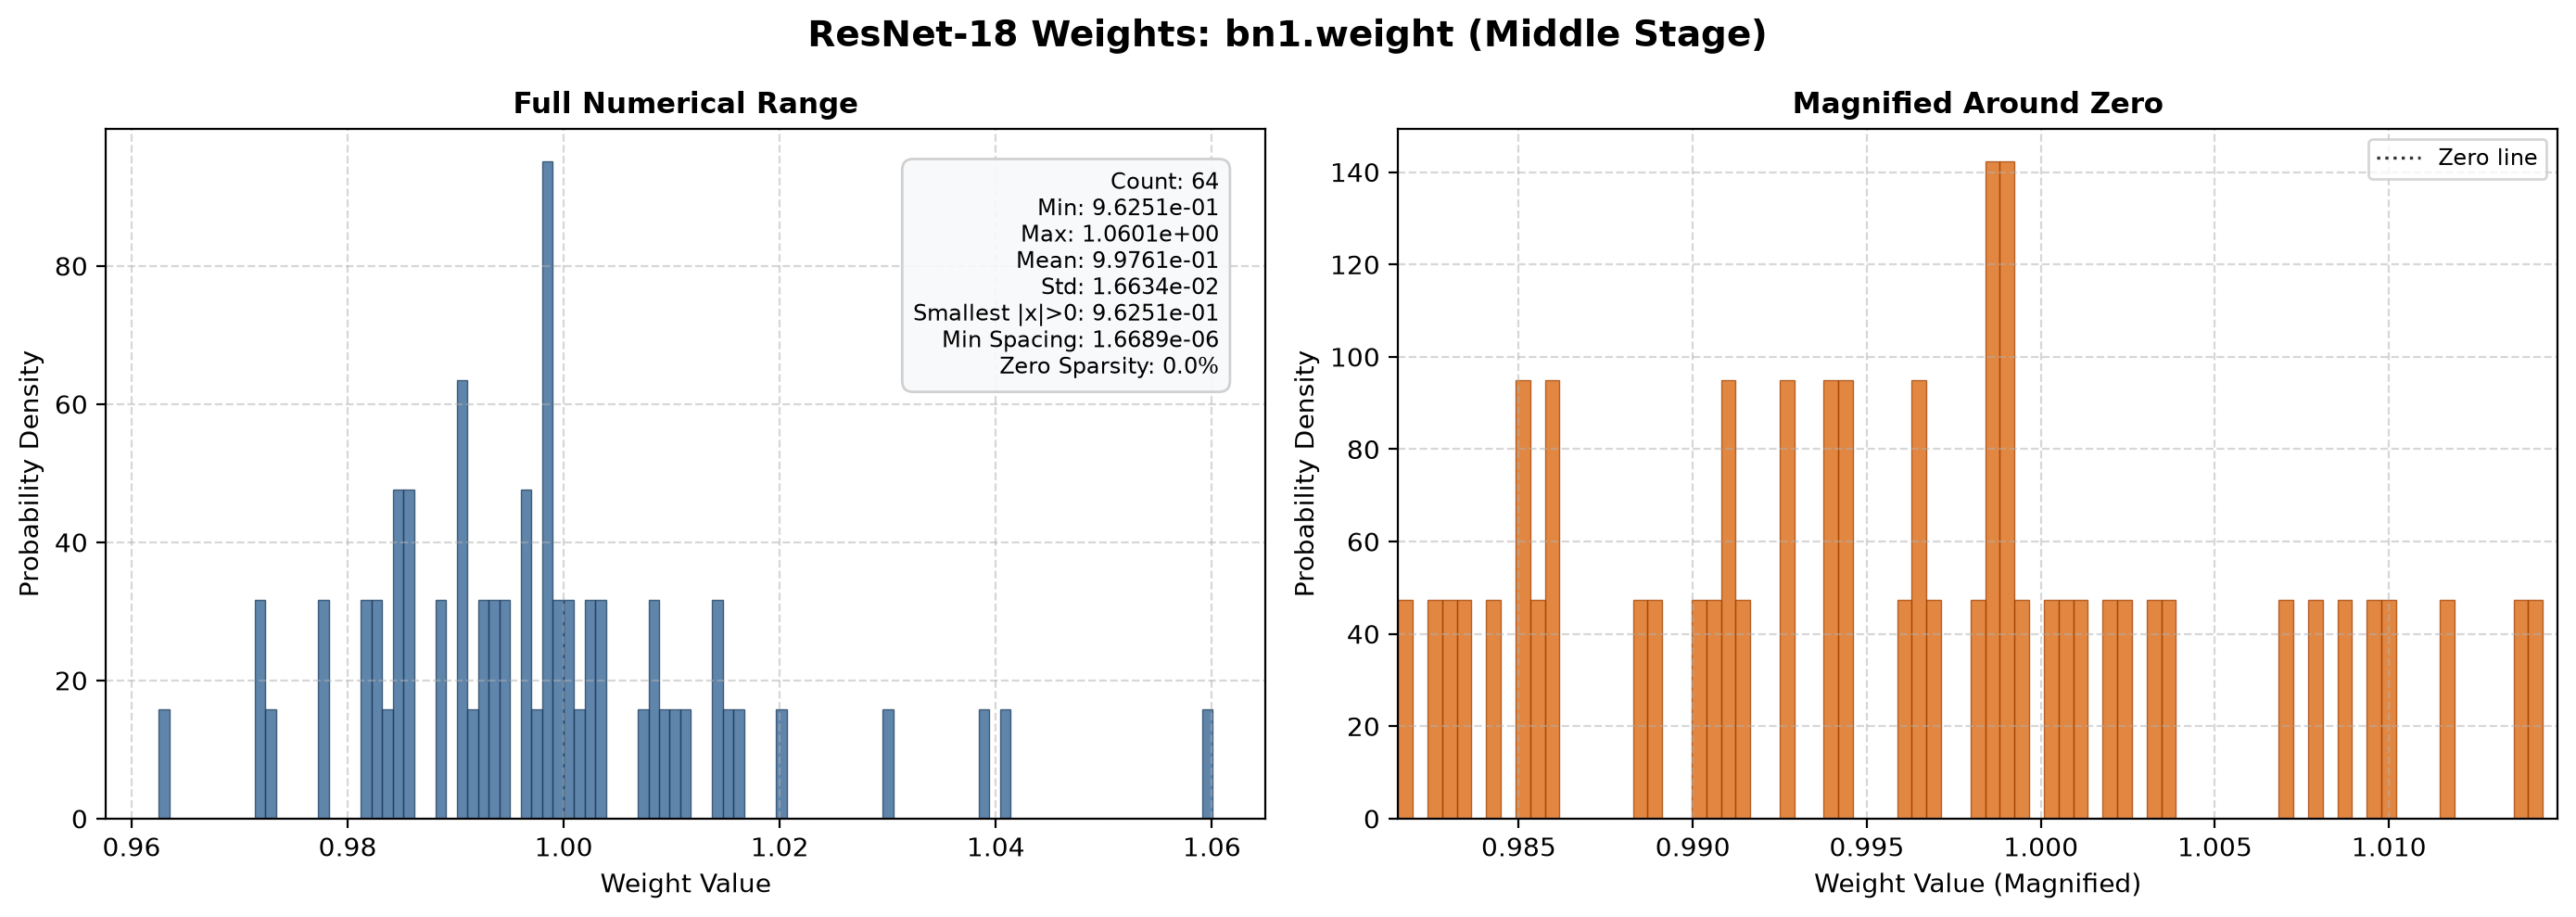 ResNet-18 Weights: bn1.weight (Middle Stage)
Full Numerical Range
Probability Density
80
60
40
20
0
Count: 64
Min: 9.6251e-01
Max: 1.0601e+00
Mean: 9.9761e-01
Std: 1.6634e-02
Smallest |x|>0: 9.6251e-01
Min Spacing: 1.6689e-06
Zero Sparsity: 0.0%
0.96 0.98 1.00 1.02 1.04 1.06
Weight Value
Magnified Around Zero
Probability Density
140
120
100
80
60
40
20
0
Zero line
0.985 0.990 0.995 1.000 1.005 1.010
Weight Value (Magnified)